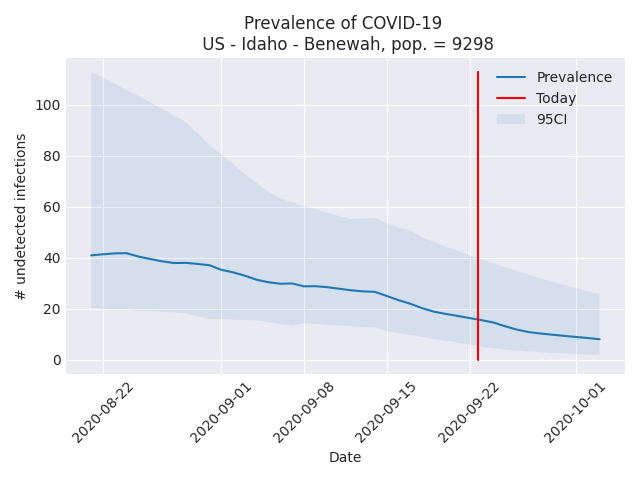 Prevalence of COVID-19
US - Idaho - Benewah, pop. = 9298
Prevalence
Today
95CI
# undetected infections
100
80
60
40
20
0
2020-08-22
2020-09-01
2020-09-08
2020-09-15
2020-09-22
2020-10-01
Date